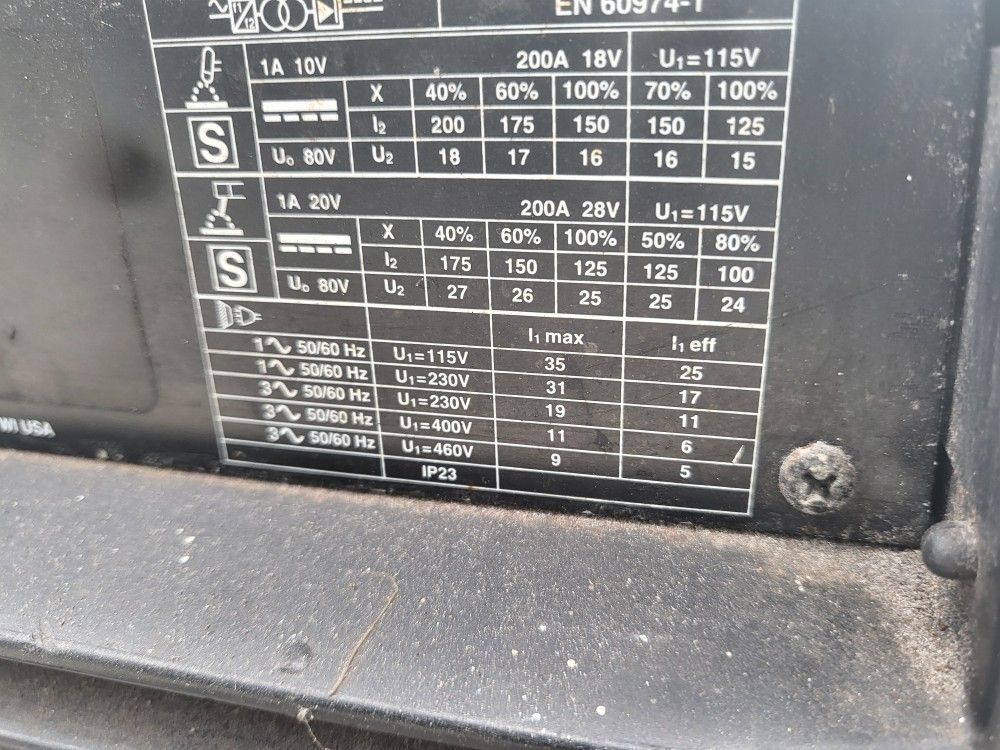 f1
f2
EN 60974-1
1A 10V 200A 18V U1=115V
X 40% 60% 100% 70% 100%
I2 200 175 150 150 125
S
U0 80V U2 18 17 16 16 15
1A 20V 200A 28V U1=115V
X 40% 60% 100% 50% 80%
I2 175 150 125 125 100
S
U0 80V U2 27 26 25 25 24
I1 max I1 eff
1 50/60 Hz U1=115V 35 25
1 50/60 Hz U1=230V 31 17
3 50/60 Hz U1=230V 19 11
3 50/60 Hz U1=400V 11 6
3 50/60 Hz U1=460V 9 5
IP23
WI USA